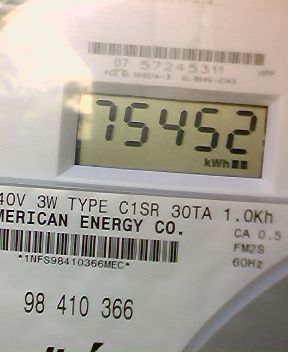 07 57245311
HPP
75452
kWh
40V 3W TYPE C1SR 30TA 1.0Kh
MERICAN ENERGY CO.
CA 0.5
FM2S
60Hz
*1NFS98410366MEC*
98 410 366